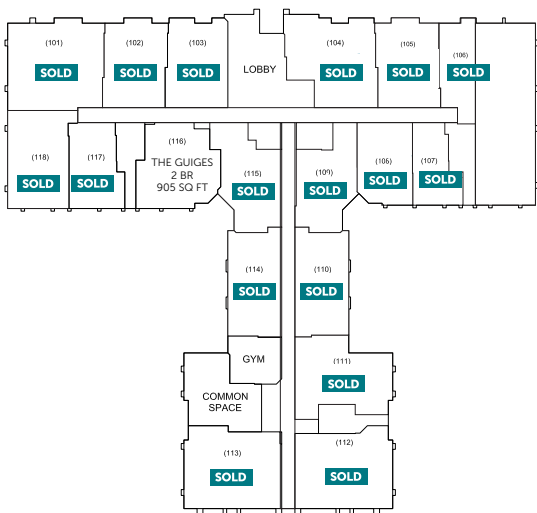 (101)
SOLD
(102)
SOLD
(103)
SOLD
LOBBY
(104)
SOLD
(105)
SOLD
(106)
SOLD
(118)
SOLD
(117)
SOLD
(116)
THE GUIGES
2 BR
905 SQ FT
(115)
SOLD
(109)
SOLD
(106)
SOLD
(107)
SOLD
(114)
SOLD
(110)
SOLD
GYM
(111)
SOLD
COMMON
SPACE
(113)
SOLD
(112)
SOLD